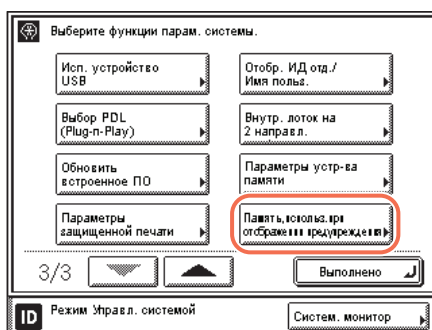 Выберите функции парам. системы.
Исп. устройство
USB
Отобр. ИД отд./
Имя польз.
Выбор PDL
(Plug-n-Play)
Внутр. лоток на
2 направл.
Обновить
встроенное ПО
Параметры устр-ва
памяти
Параметры
защищенной печати
Память,использ.при
отображении предупреждения
3/3
Выполнено
ID
Режим Управл. системой
Систем. монитор